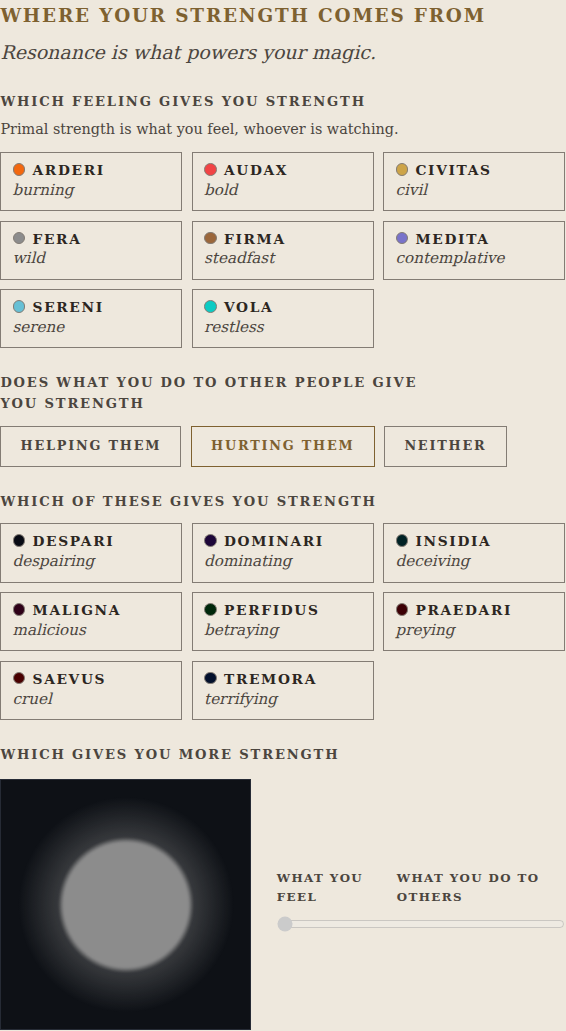 WHERE YOUR STRENGTH COMES FROM
Resonance is what powers your magic.
WHICH FEELING GIVES YOU STRENGTH
Primal strength is what you feel, whoever is watching.
ARDERI
burning
AUDAX
bold
CIVITAS
civil
FERA
wild
FIRMA
steadfast
MEDITA
contemplative
SERENI
serene
VOLA
restless
DOES WHAT YOU DO TO OTHER PEOPLE GIVE
YOU STRENGTH
HELPING THEM
HURTING THEM
NEITHER
WHICH OF THESE GIVES YOU STRENGTH
DESPARI
despairing
DOMINARI
dominating
INSIDIA
deceiving
MALIGNA
malicious
PERFIDUS
betraying
PRAEDARI
preying
SAEVUS
cruel
TREMORA
terrifying
WHICH GIVES YOU MORE STRENGTH
WHAT YOU
FEEL
WHAT YOU DO TO
OTHERS